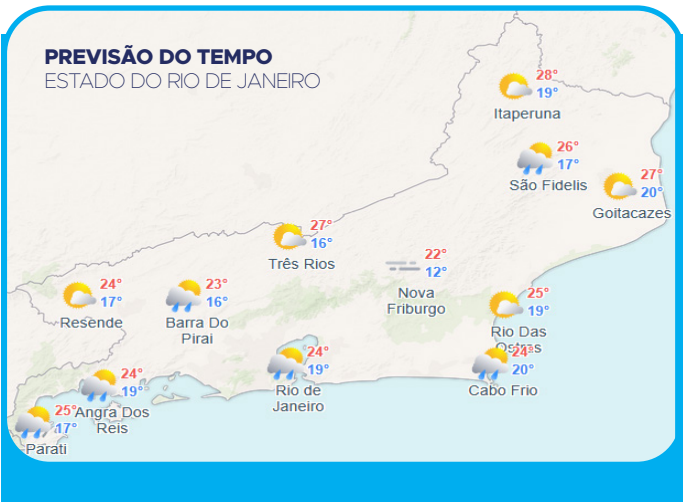 PREVISÃO DO TEMPO
ESTADO DO RIO DE JANEIRO
28°
19°
Itaperuna
26°
17°
São Fidelis
27°
20°
Goitacazes
27°
16°
Três Rios
22°
12°
Nova
Friburgo
24°
17°
Resende
23°
16°
Barra Do
Pirai
25°
19°
Rio Das
Ostras
24°
19°
Rio de
Janeiro
24°
20°
Cabo Frio
24°
19°
Angra Dos
Reis
25°
17°
Parati